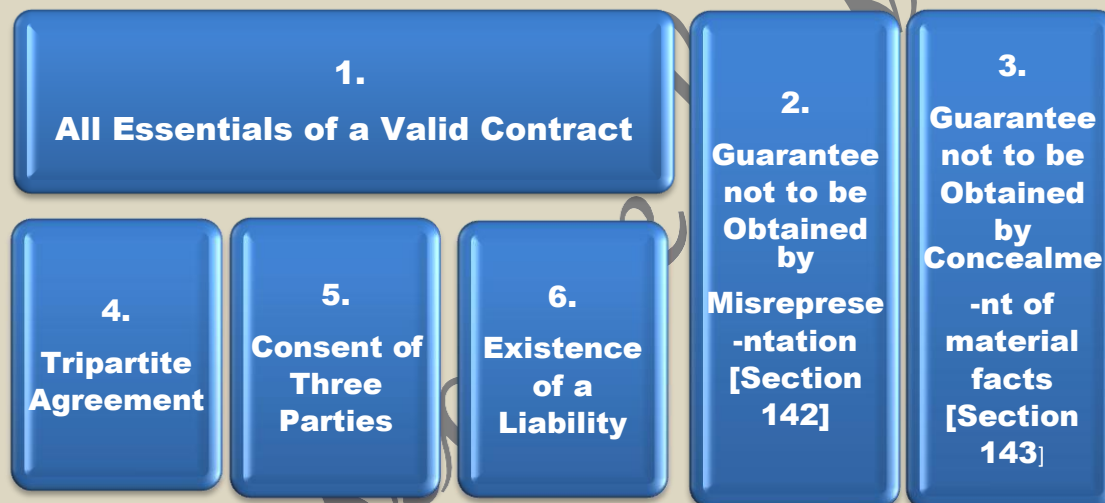 1.
All Essentials of a Valid Contract
2.
Guarantee
not to be
Obtained
by
Misreprese
-ntation
[Section
142]
3.
Guarantee
not to be
Obtained
by
Concealme
-nt of
material
facts
[Section
143]
4.
Tripartite
Agreement
5.
Consent of
Three
Parties
6.
Existence
of a
Liability